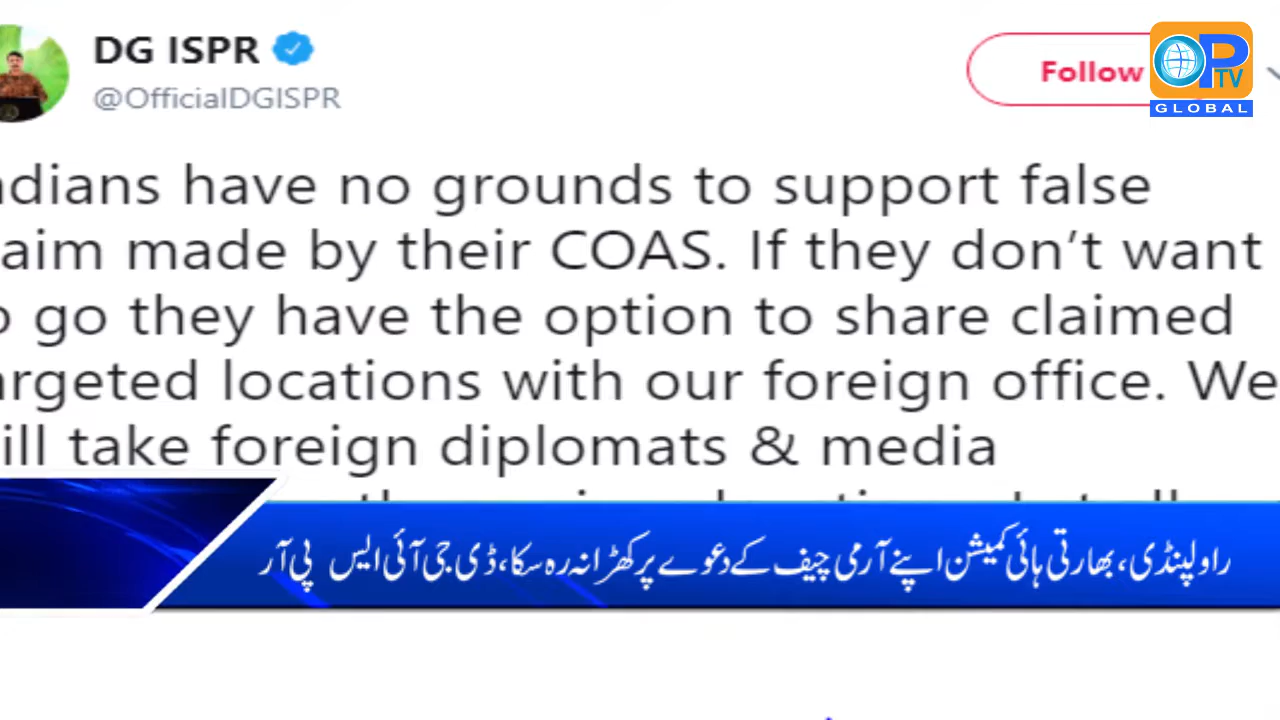 DG ISPR
@OfficialDGISPR
Follow
OPTV
GLOBAL
ndians have no grounds to support false
aim made by their COAS. If they don't want
o go they have the option to share claimed
argeted locations with our foreign office. We
ill take foreign diplomats & media
راولپنڈی، بھارتی ہائی کمیشن اپنے آرمی چیف کے دعوے پر کھڑا نہ رہ سکا، ڈی جی آئی ایس پی آر